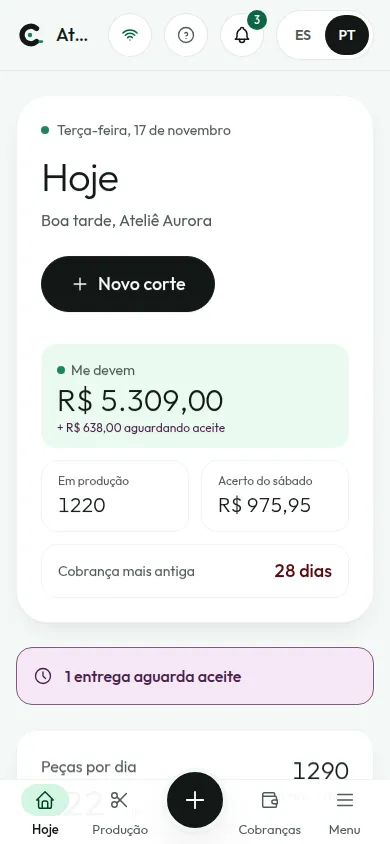 At...
3
ES
PT
Terça-feira, 17 de novembro
Hoje
Boa tarde, Ateliê Aurora
+ Novo corte
Me devem
R$ 5.309,00
+ R$ 638,00 aguardando aceite
Em produção
1220
Acerto do sábado
R$ 975,95
Cobrança mais antiga
28 dias
1 entrega aguarda aceite
Peças por dia
1290
Hoje
Produção
Cobranças
Menu